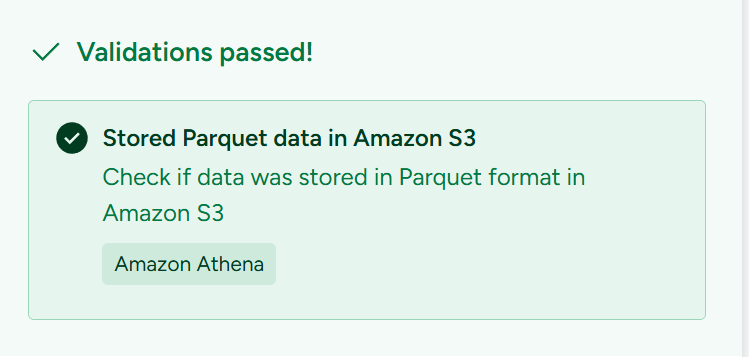 Validations passed!
Stored Parquet data in Amazon S3
Check if data was stored in Parquet format in
Amazon S3
Amazon Athena